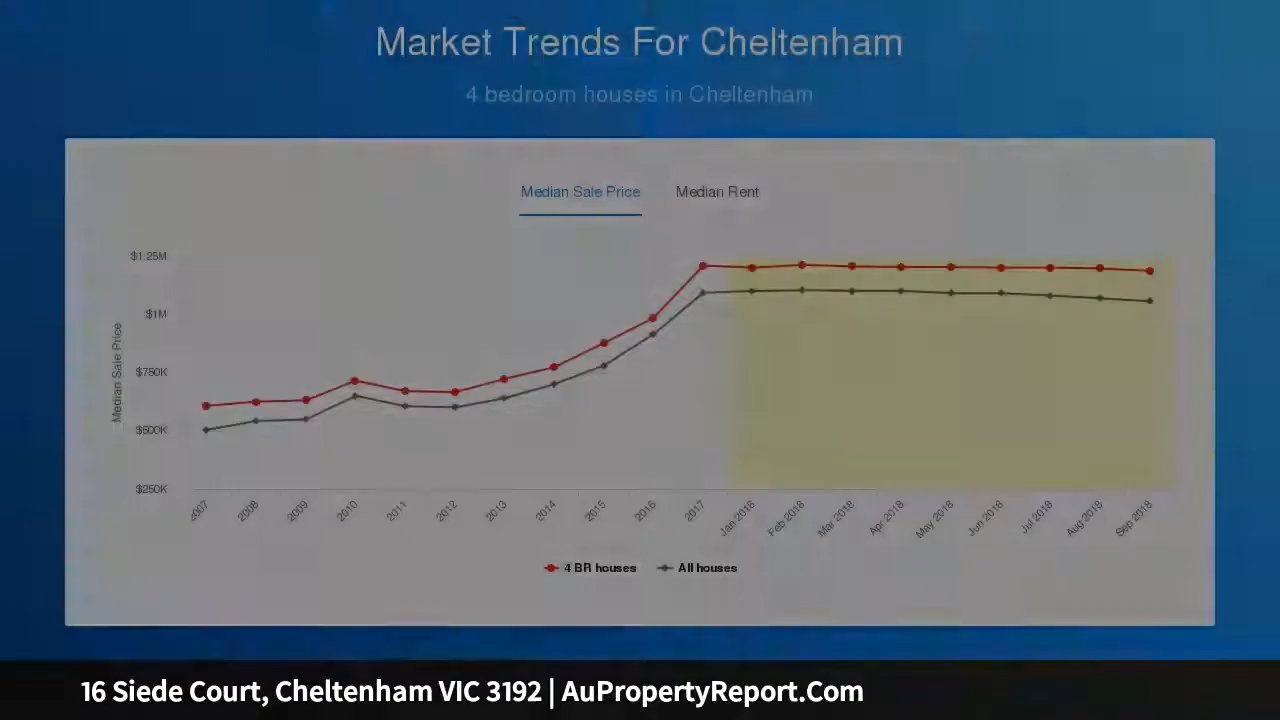 Market Trends For Cheltenham
4 bedroom houses in Cheltenham
Median Sale Price Median Rent
$1.25M
$1M
$750K
$500K
$250K
Median Sale Price
2007 2008 2009 2010 2011 2012 2013 2014 2015 2016 2017 Jan 2018 Feb 2018 Mar 2018 Apr 2018 May 2018 Jun 2018 Jul 2018 Aug 2018 Sep 2018
4 BR houses All houses
16 Siede Court, Cheltenham VIC 3192 | AuPropertyReport.Com